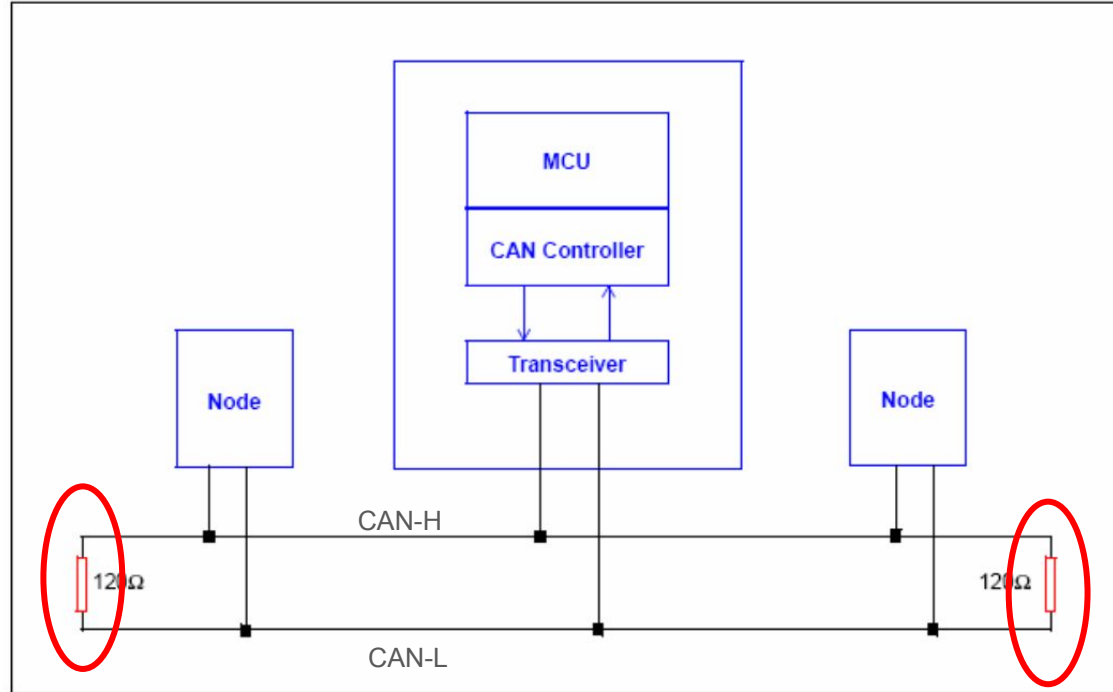 MCU
CAN Controller
Transceiver
Node
Node
CAN-H
120Ω
120Ω
CAN-L